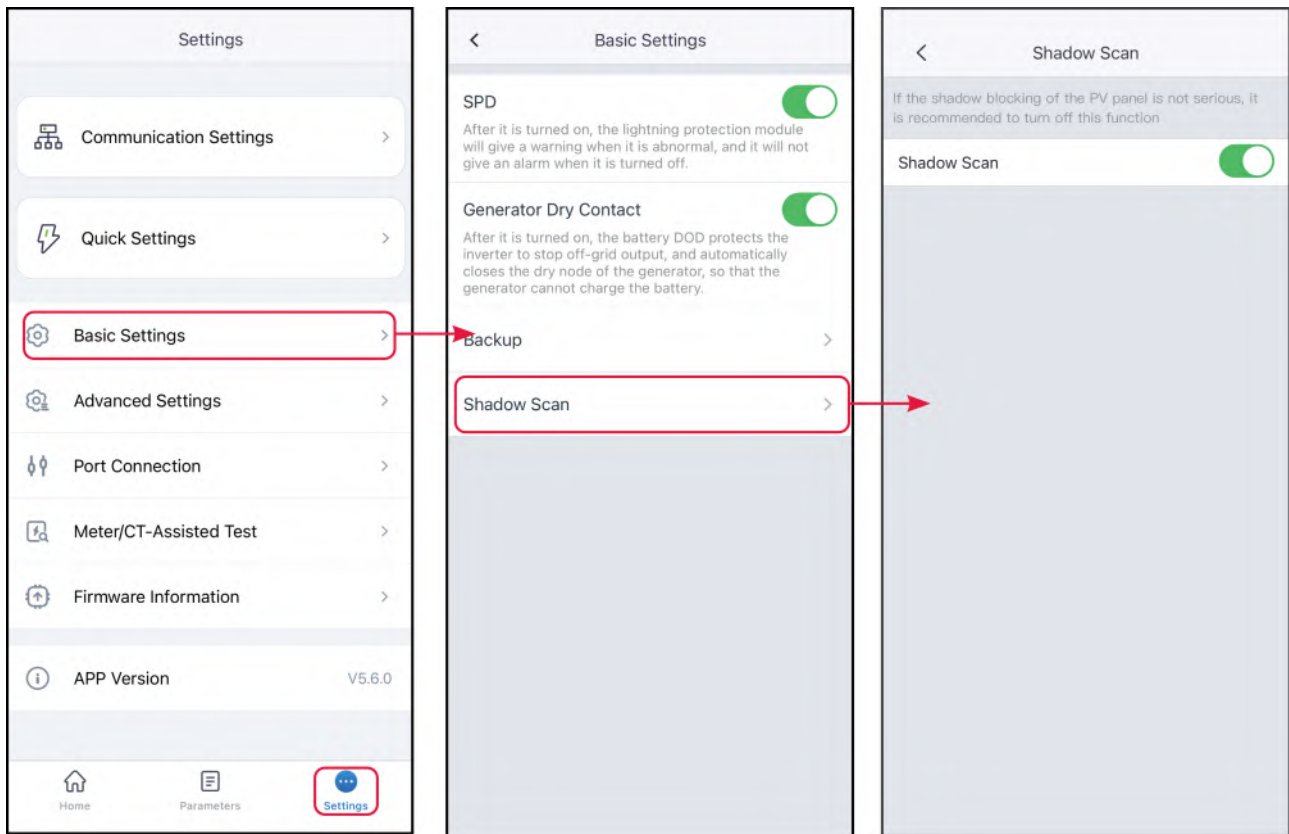 Settings
Communication Settings
Quick Settings
Basic Settings
Advanced Settings
Port Connection
Meter/CT-Assisted Test
Firmware Information
APP Version V5.6.0
Home Parameters Settings
Basic Settings
SPD
After it is turned on, the lightning protection module
will give a warning when it is abnormal, and it will not
give an alarm when it is turned off.
Generator Dry Contact
After it is turned on, the battery DOD protects the
inverter to stop off-grid output, and automatically
closes the dry node of the generator, so that the
generator cannot charge the battery.
Backup
Shadow Scan
Shadow Scan
If the shadow blocking of the PV panel is not serious, it
is recommended to turn off this function
Shadow Scan